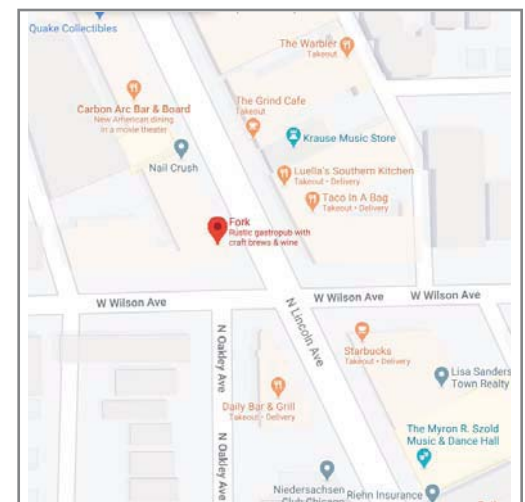 Quake Collectibles
The Warbler
Takeout
Carbon Arc Bar & Board
New American dining
in a movie theater
The Grind Cafe
Takeout
Krause Music Store
Nail Crush
Luella's Southern Kitchen
Takeout • Delivery
Taco In A Bag
Takeout • Delivery
Fork
Rustic gastropub with
craft brews & wine
W Wilson Ave
W Wilson Ave
W Wilson Ave
N Lincoln Ave
N Oakley Ave
Starbucks
Takeout • Delivery
Lisa Sanders
Town Realty
Daily Bar & Grill
Takeout • Delivery
The Myron R. Szold
Music & Dance Hall
N Oakley Ave
Niedersachsen
Club Chicago
Riehn Insurance